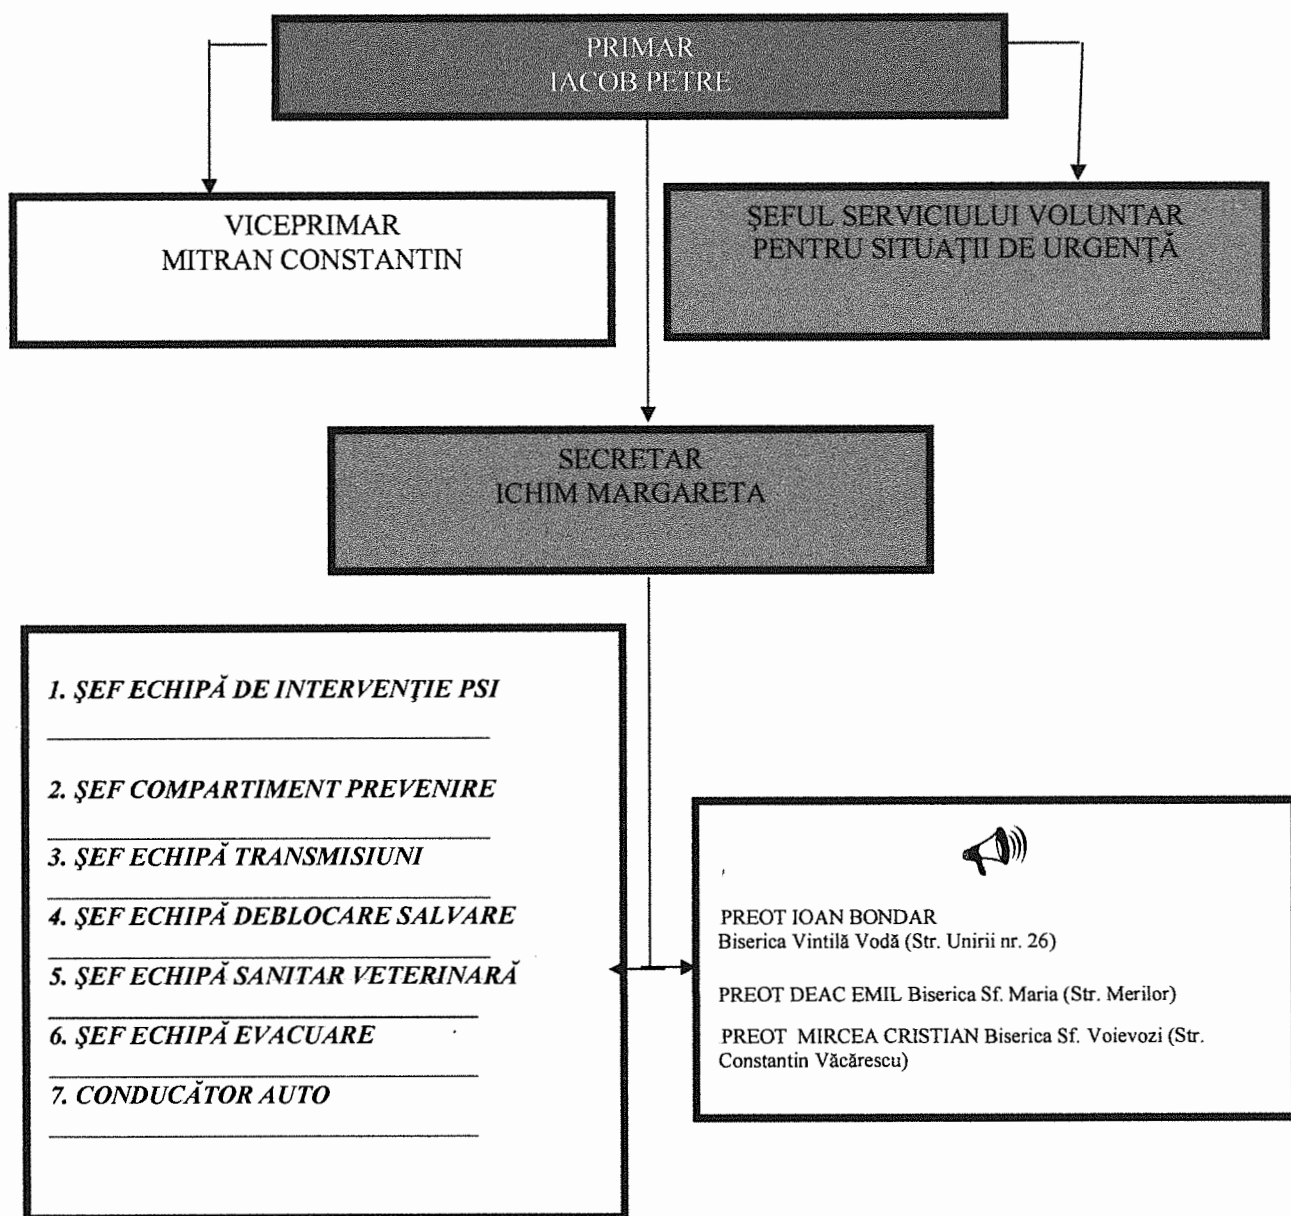 PRIMAR
IACOB PETRE
VICEPRIMAR
MITRAN CONSTANTIN
ŞEFUL SERVICIULUI VOLUNTAR
PENTRU SITUAŢII DE URGENŢĂ
SECRETAR
ICHIM MARGARETA
1. ŞEF ECHIPĂ DE INTERVENŢIE PSI
2. ŞEF COMPARTIMENT PREVENIRE
3. ŞEF ECHIPĂ TRANSMISIUNI
4. ŞEF ECHIPĂ DEBLOCARE SALVARE
5. ŞEF ECHIPĂ SANITAR VETERINARĂ
6. ŞEF ECHIPĂ EVACUARE
7. CONDUCĂTOR AUTO
PREOT IOAN BONDAR
Biserica Vintilă Vodă (Str. Unirii nr. 26)
PREOT DEAC EMIL Biserica Sf. Maria (Str. Merilor)
PREOT MIRCEA CRISTIAN Biserica Sf. Voievozi (Str.
Constantin Văcărescu)